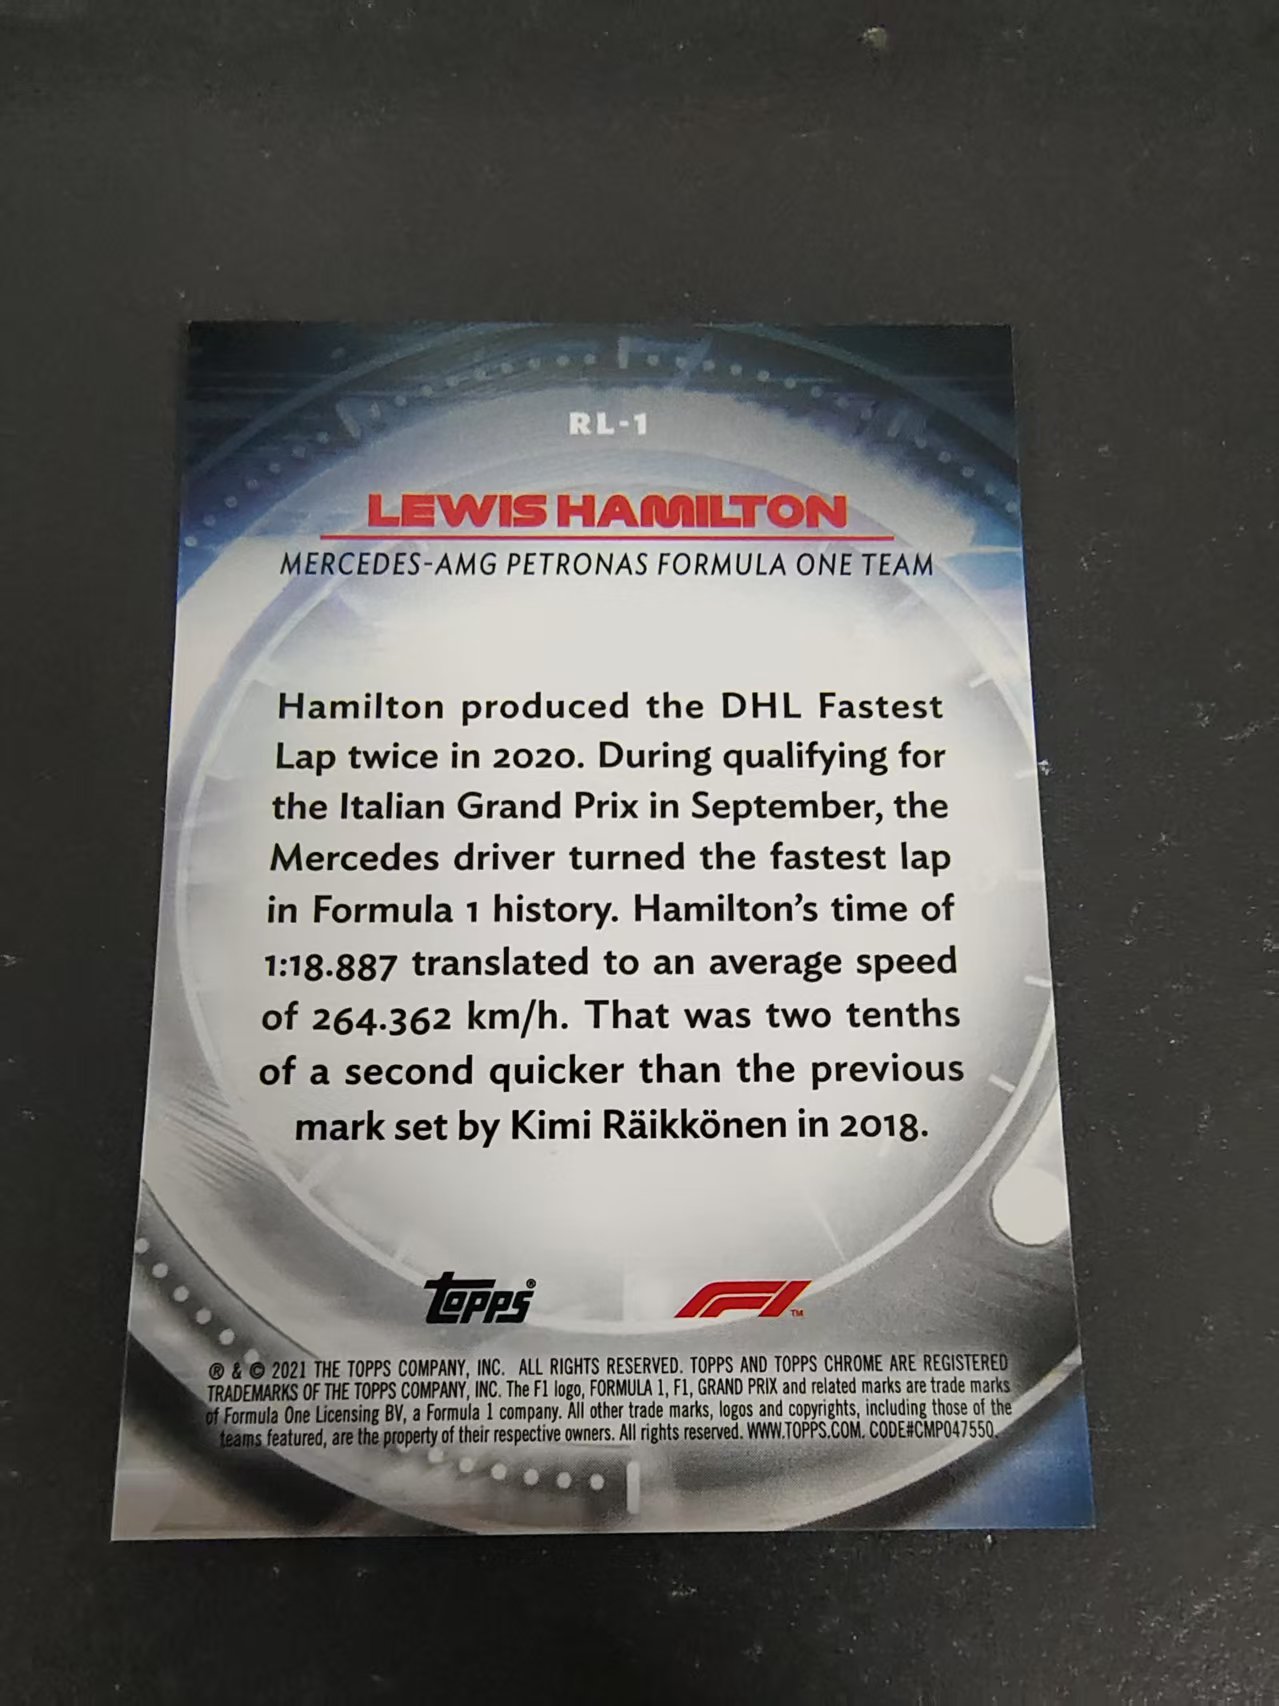 RL-1
LEWIS HAMILTON
MERCEDES-AMG PETRONAS FORMULA ONE TEAM
Hamilton produced the DHL Fastest
Lap twice in 2020. During qualifying for
the Italian Grand Prix in September, the
Mercedes driver turned the fastest lap
in Formula 1 history. Hamilton's time of
1:18.887 translated to an average speed
of 264.362 km/h. That was two tenths
of a second quicker than the previous
mark set by Kimi Räikkönen in 2018.
Topps® F1™
® & © 2021 THE TOPPS COMPANY, INC. ALL RIGHTS RESERVED. TOPPS AND TOPPS CHROME ARE REGISTERED
TRADEMARKS OF THE TOPPS COMPANY, INC. The F1 logo, FORMULA 1, F1, GRAND PRIX and related marks are trade marks
of Formula One Licensing BV, a Formula 1 company. All other trade marks, logos and copyrights, including those of the
teams featured, are the property of their respective owners. All rights reserved. WWW.TOPPS.COM. CODE#CMP047550.